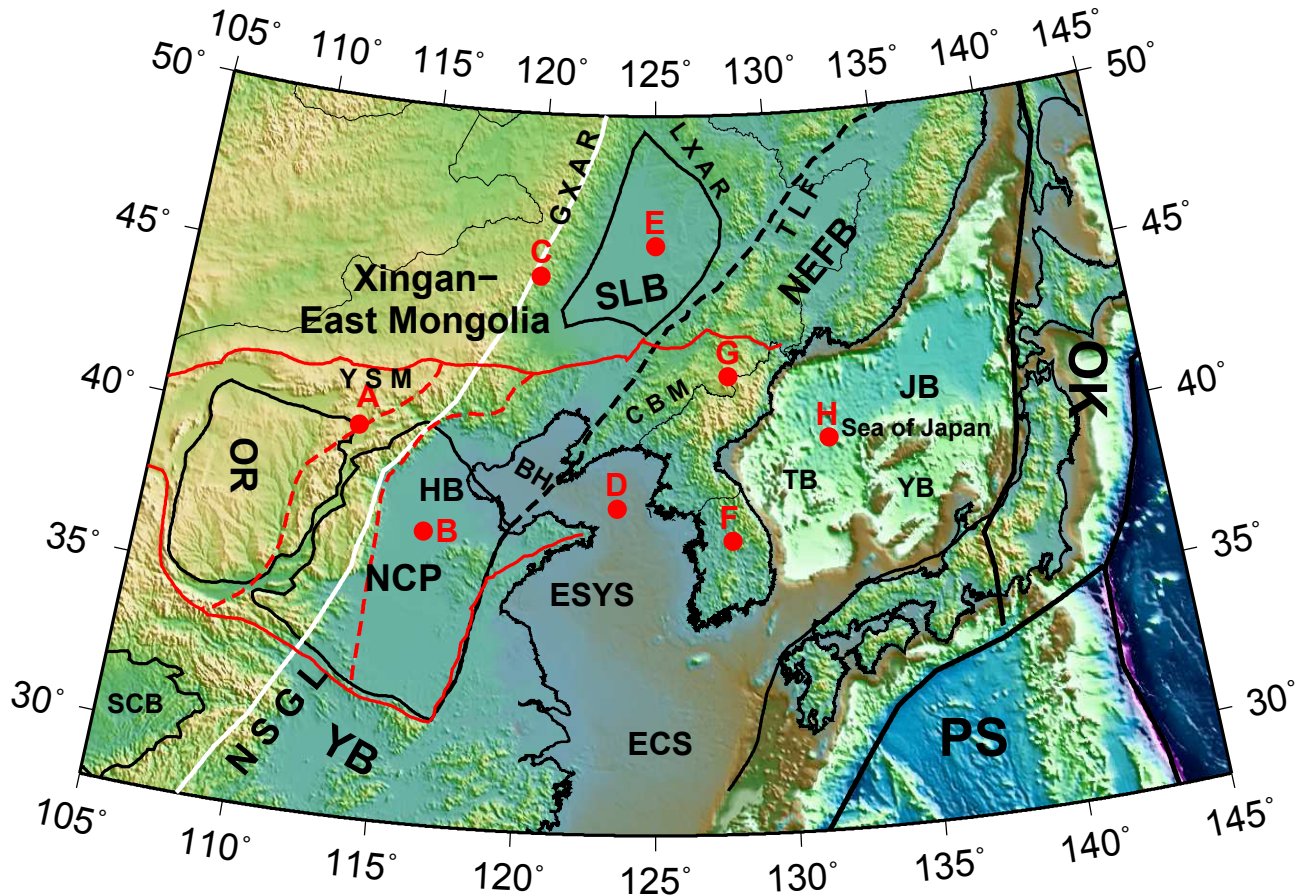 105° 110° 115° 120° 125° 130° 135° 140° 145°
50° 50°
GXAR
LXAR
TLF
45° 45°
C
E
NEFB
Xingan–
East Mongolia
SLB
OK
40° 40°
YSM
G
A
CBM
JB
H
Sea of Japan
OR
BH
TB
YB
HB
D
B
F
35° 35°
NCP
ESYS
30° 30°
SCB
NSGL
YB
ECS
PS
105° 110° 115° 120° 125° 130° 135° 140° 145°